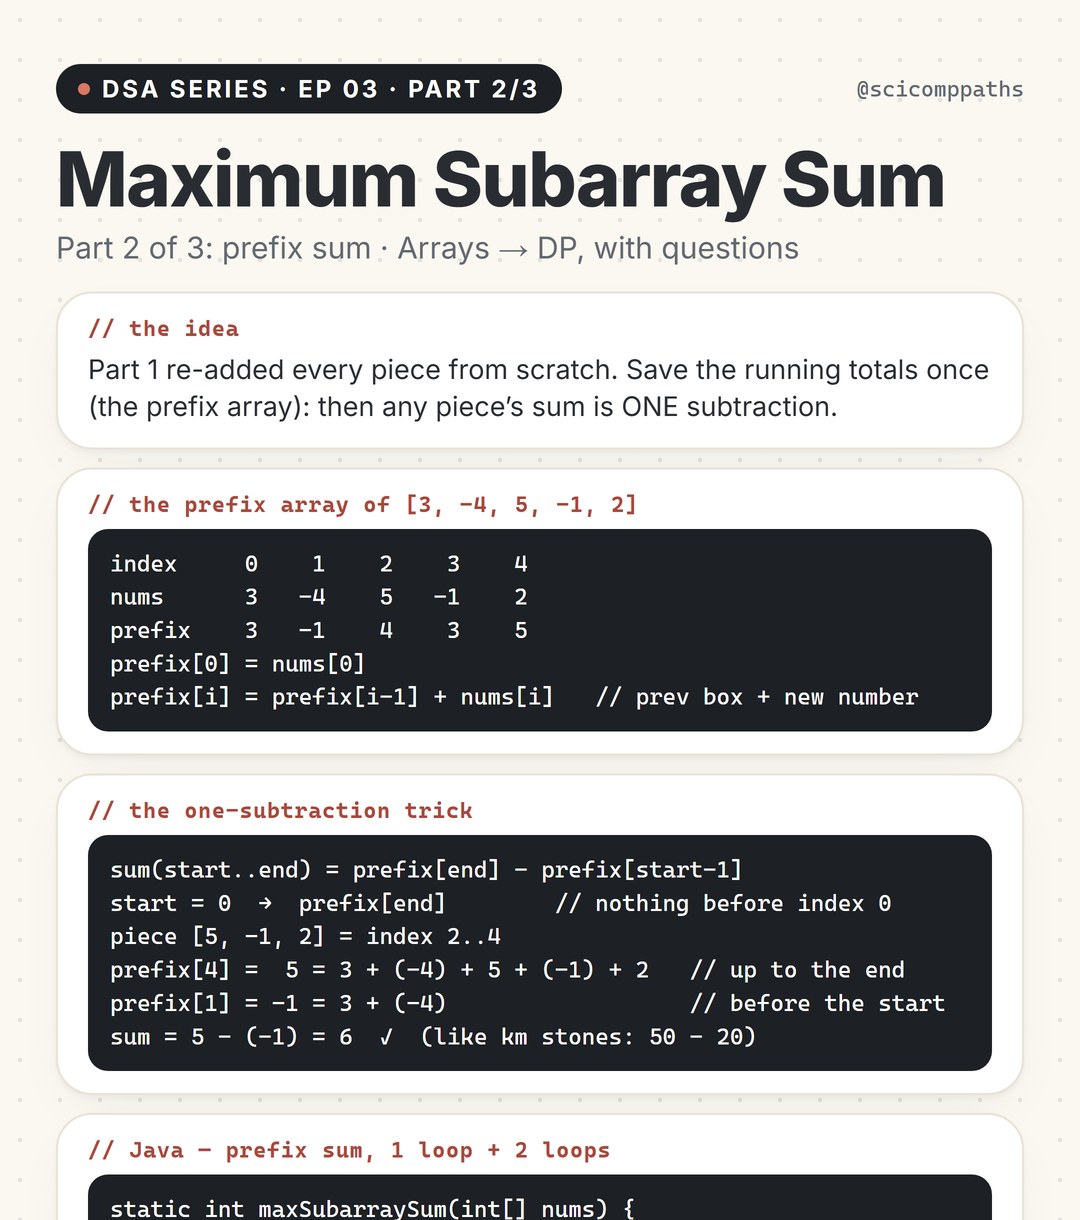 DSA SERIES · EP 03 · PART 2/3
@scicomppaths
Maximum Subarray Sum
Part 2 of 3: prefix sum · Arrays → DP, with questions
// the idea
Part 1 re-added every piece from scratch. Save the running totals once
(the prefix array): then any piece’s sum is ONE subtraction.
// the prefix array of [3, −4, 5, −1, 2]
index     0    1    2    3    4
nums      3   −4    5   −1    2
prefix    3   −1    4    3    5
prefix[0] = nums[0]
prefix[i] = prefix[i−1] + nums[i]   // prev box + new number
// the one−subtraction trick
sum(start..end) = prefix[end] − prefix[start−1]
start = 0  →  prefix[end]        // nothing before index 0
piece [5, −1, 2] = index 2..4
prefix[4] =  5 = 3 + (−4) + 5 + (−1) + 2   // up to the end
prefix[1] = −1 = 3 + (−4)                  // before the start
sum = 5 − (−1) = 6  ✓  (like km stones: 50 − 20)
// Java − prefix sum, 1 loop + 2 loops
static int maxSubarraySum(int[] nums) {